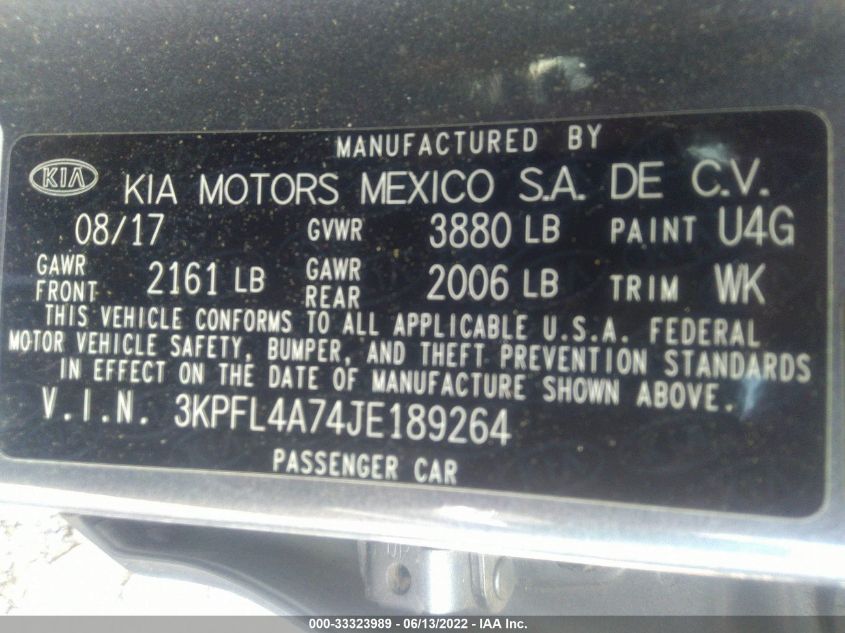 MANUFACTURED BY
KIA KIA MOTORS MEXICO S.A. DE C.V.
08/17 GVWR 3880 LB PAINT U4G
GAWR FRONT 2161 LB GAWR REAR 2006 LB TRIM WK
THIS VEHICLE CONFORMS TO ALL APPLICABLE U.S.A. FEDERAL
MOTOR VEHICLE SAFETY, BUMPER, AND THEFT PREVENTION STANDARDS
IN EFFECT ON THE DATE OF MANUFACTURE SHOWN ABOVE.
V.I.N. 3KPFL4A74JE189264
PASSENGER CAR
000-33323989 - 06/13/2022 - IAA Inc.